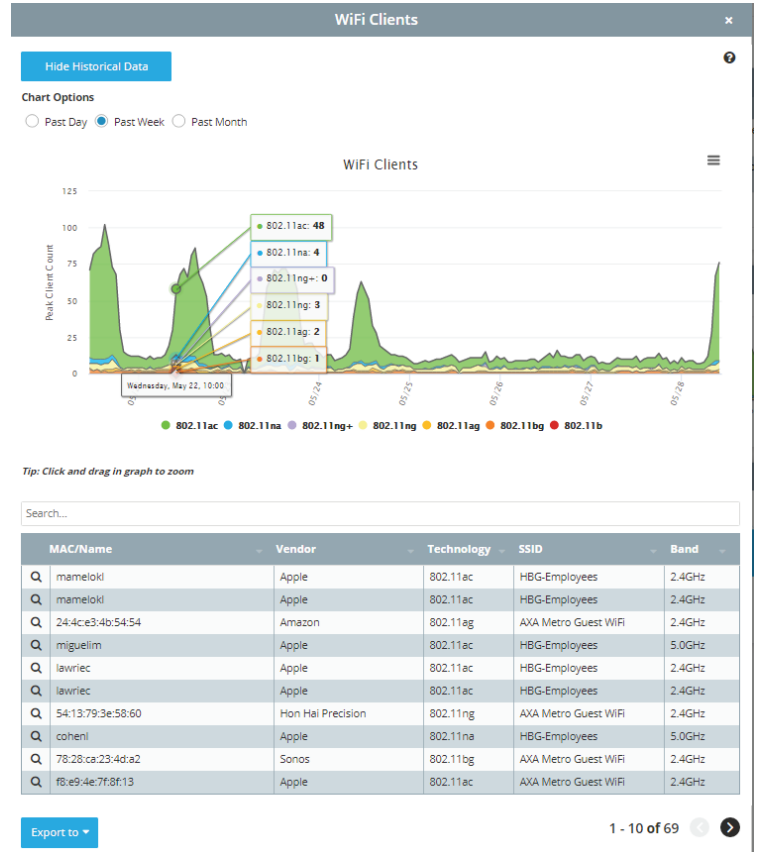 WiFi Clients ×
Hide Historical Data
Chart Options
Past Day Past Week Past Month
WiFi Clients
125
100
75
50
25
0
Peak Client Count
802.11ac: 48
802.11na: 4
802.11ng+: 0
802.11ng: 3
802.11ag: 2
802.11bg: 1
Wednesday, May 22, 10:00
05/24
05/25
05/26
05/27
05/28
802.11ac 802.11na 802.11ng+ 802.11ng 802.11ag 802.11bg 802.11b
Tip: Click and drag in graph to zoom
Search...
MAC/Name Vendor Technology SSID Band
mamelokl Apple 802.11ac HBG-Employees 2.4GHz
mamelokl Apple 802.11ac HBG-Employees 2.4GHz
24:4c:e3:4b:54:54 Amazon 802.11ag AXA Metro Guest WiFi 2.4GHz
miguelim Apple 802.11ac HBG-Employees 5.0GHz
lawriec Apple 802.11ac HBG-Employees 2.4GHz
lawriec Apple 802.11ac HBG-Employees 2.4GHz
54:13:79:3e:58:60 Hon Hai Precision 802.11ng AXA Metro Guest WiFi 2.4GHz
cohenl Apple 802.11na HBG-Employees 5.0GHz
78:28:ca:23:4d:a2 Sonos 802.11bg AXA Metro Guest WiFi 2.4GHz
f8:e9:4e:7f:8f:13 Apple 802.11ac AXA Metro Guest WiFi 2.4GHz
Export to
1 - 10 of 69